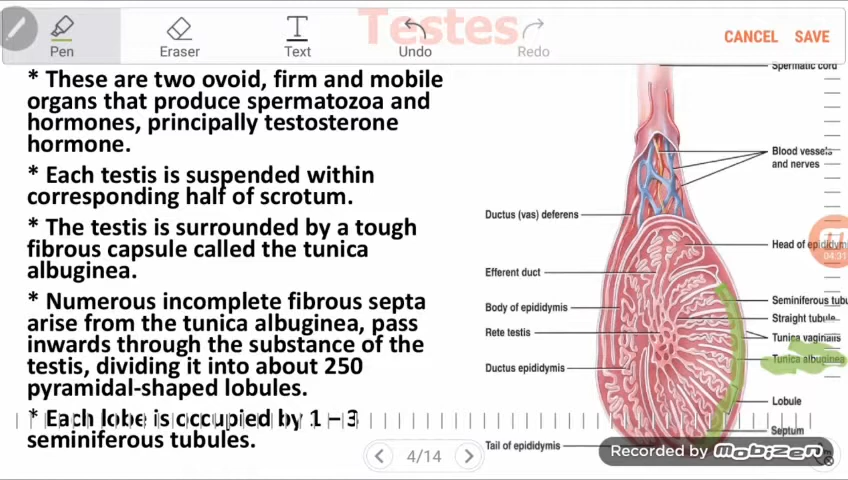 Testes
Pen
Eraser
Text
Undo
Redo
CANCEL
SAVE
* These are two ovoid, firm and mobile
organs that produce spermatozoa and
hormones, principally testosterone
hormone.
* Each testis is suspended within
corresponding half of scrotum.
* The testis is surrounded by a tough
fibrous capsule called the tunica
albuginea.
* Numerous incomplete fibrous septa
arise from the tunica albuginea, pass
inwards through the substance of the
testis, dividing it into about 250
pyramidal-shaped lobules.
* Each lobe is occupied by 1 – 3
seminiferous tubules.
Spermatic cord
Blood vessels
and nerves
Ductus (vas) deferens
Head of epididym
Efferent duct
Body of epididymis
Seminiferous tubu
Straight tubule
Rete testis
Tunica vaginalis
Tunica albuginea
Ductus epididymis
Lobule
Septum
Tail of epididymis
04:31
4/14
Recorded by mobizen